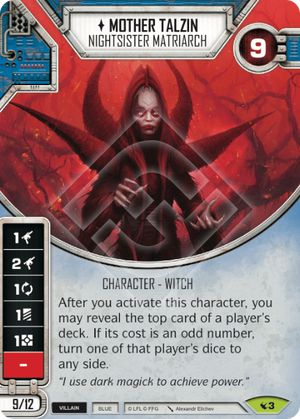 MOTHER TALZIN
NIGHTSISTER MATRIARCH
9
1
2
1
1
1
-
9/12
CHARACTER - WITCH
After you activate this character, you
may reveal the top card of a player's
deck. If its cost is an odd number,
turn one of that player's dice to
any side.
"I use dark magick to achieve power."
VILLAIN
BLUE
© LFL © FFG
Alexandr Elichev
3